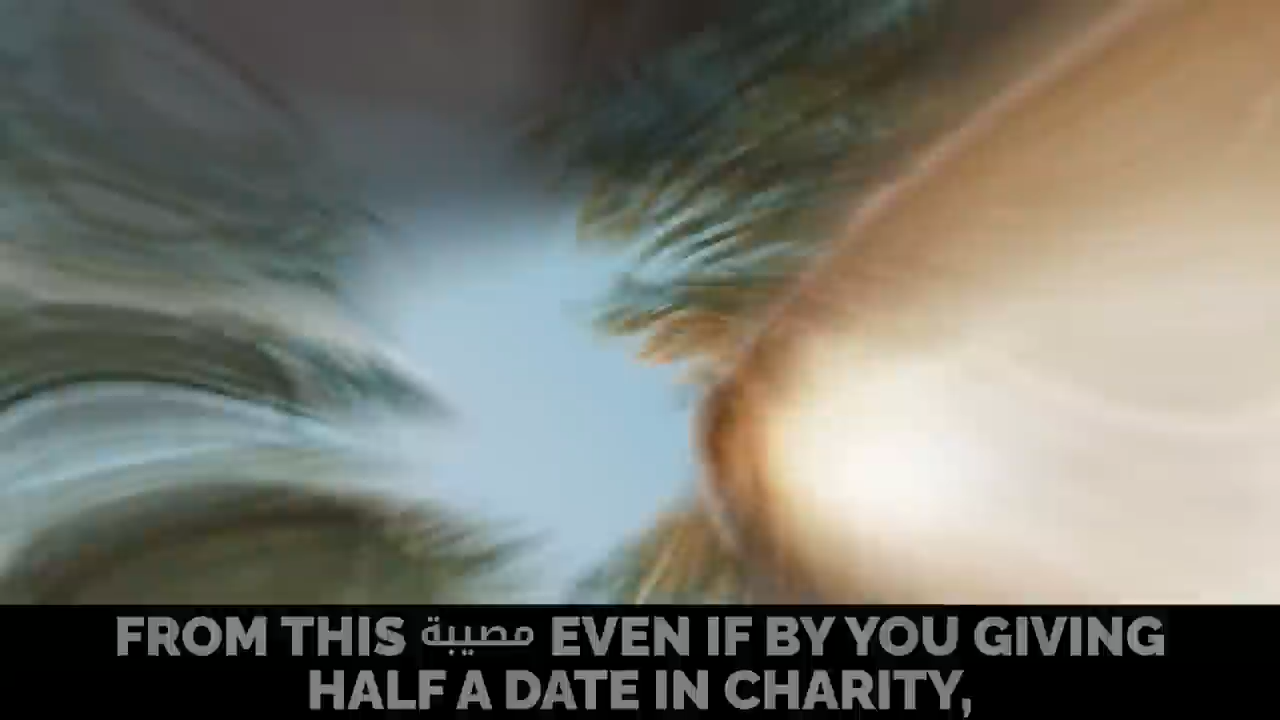 FROM THIS مصيبة EVEN IF BY YOU GIVING
HALF A DATE IN CHARITY,